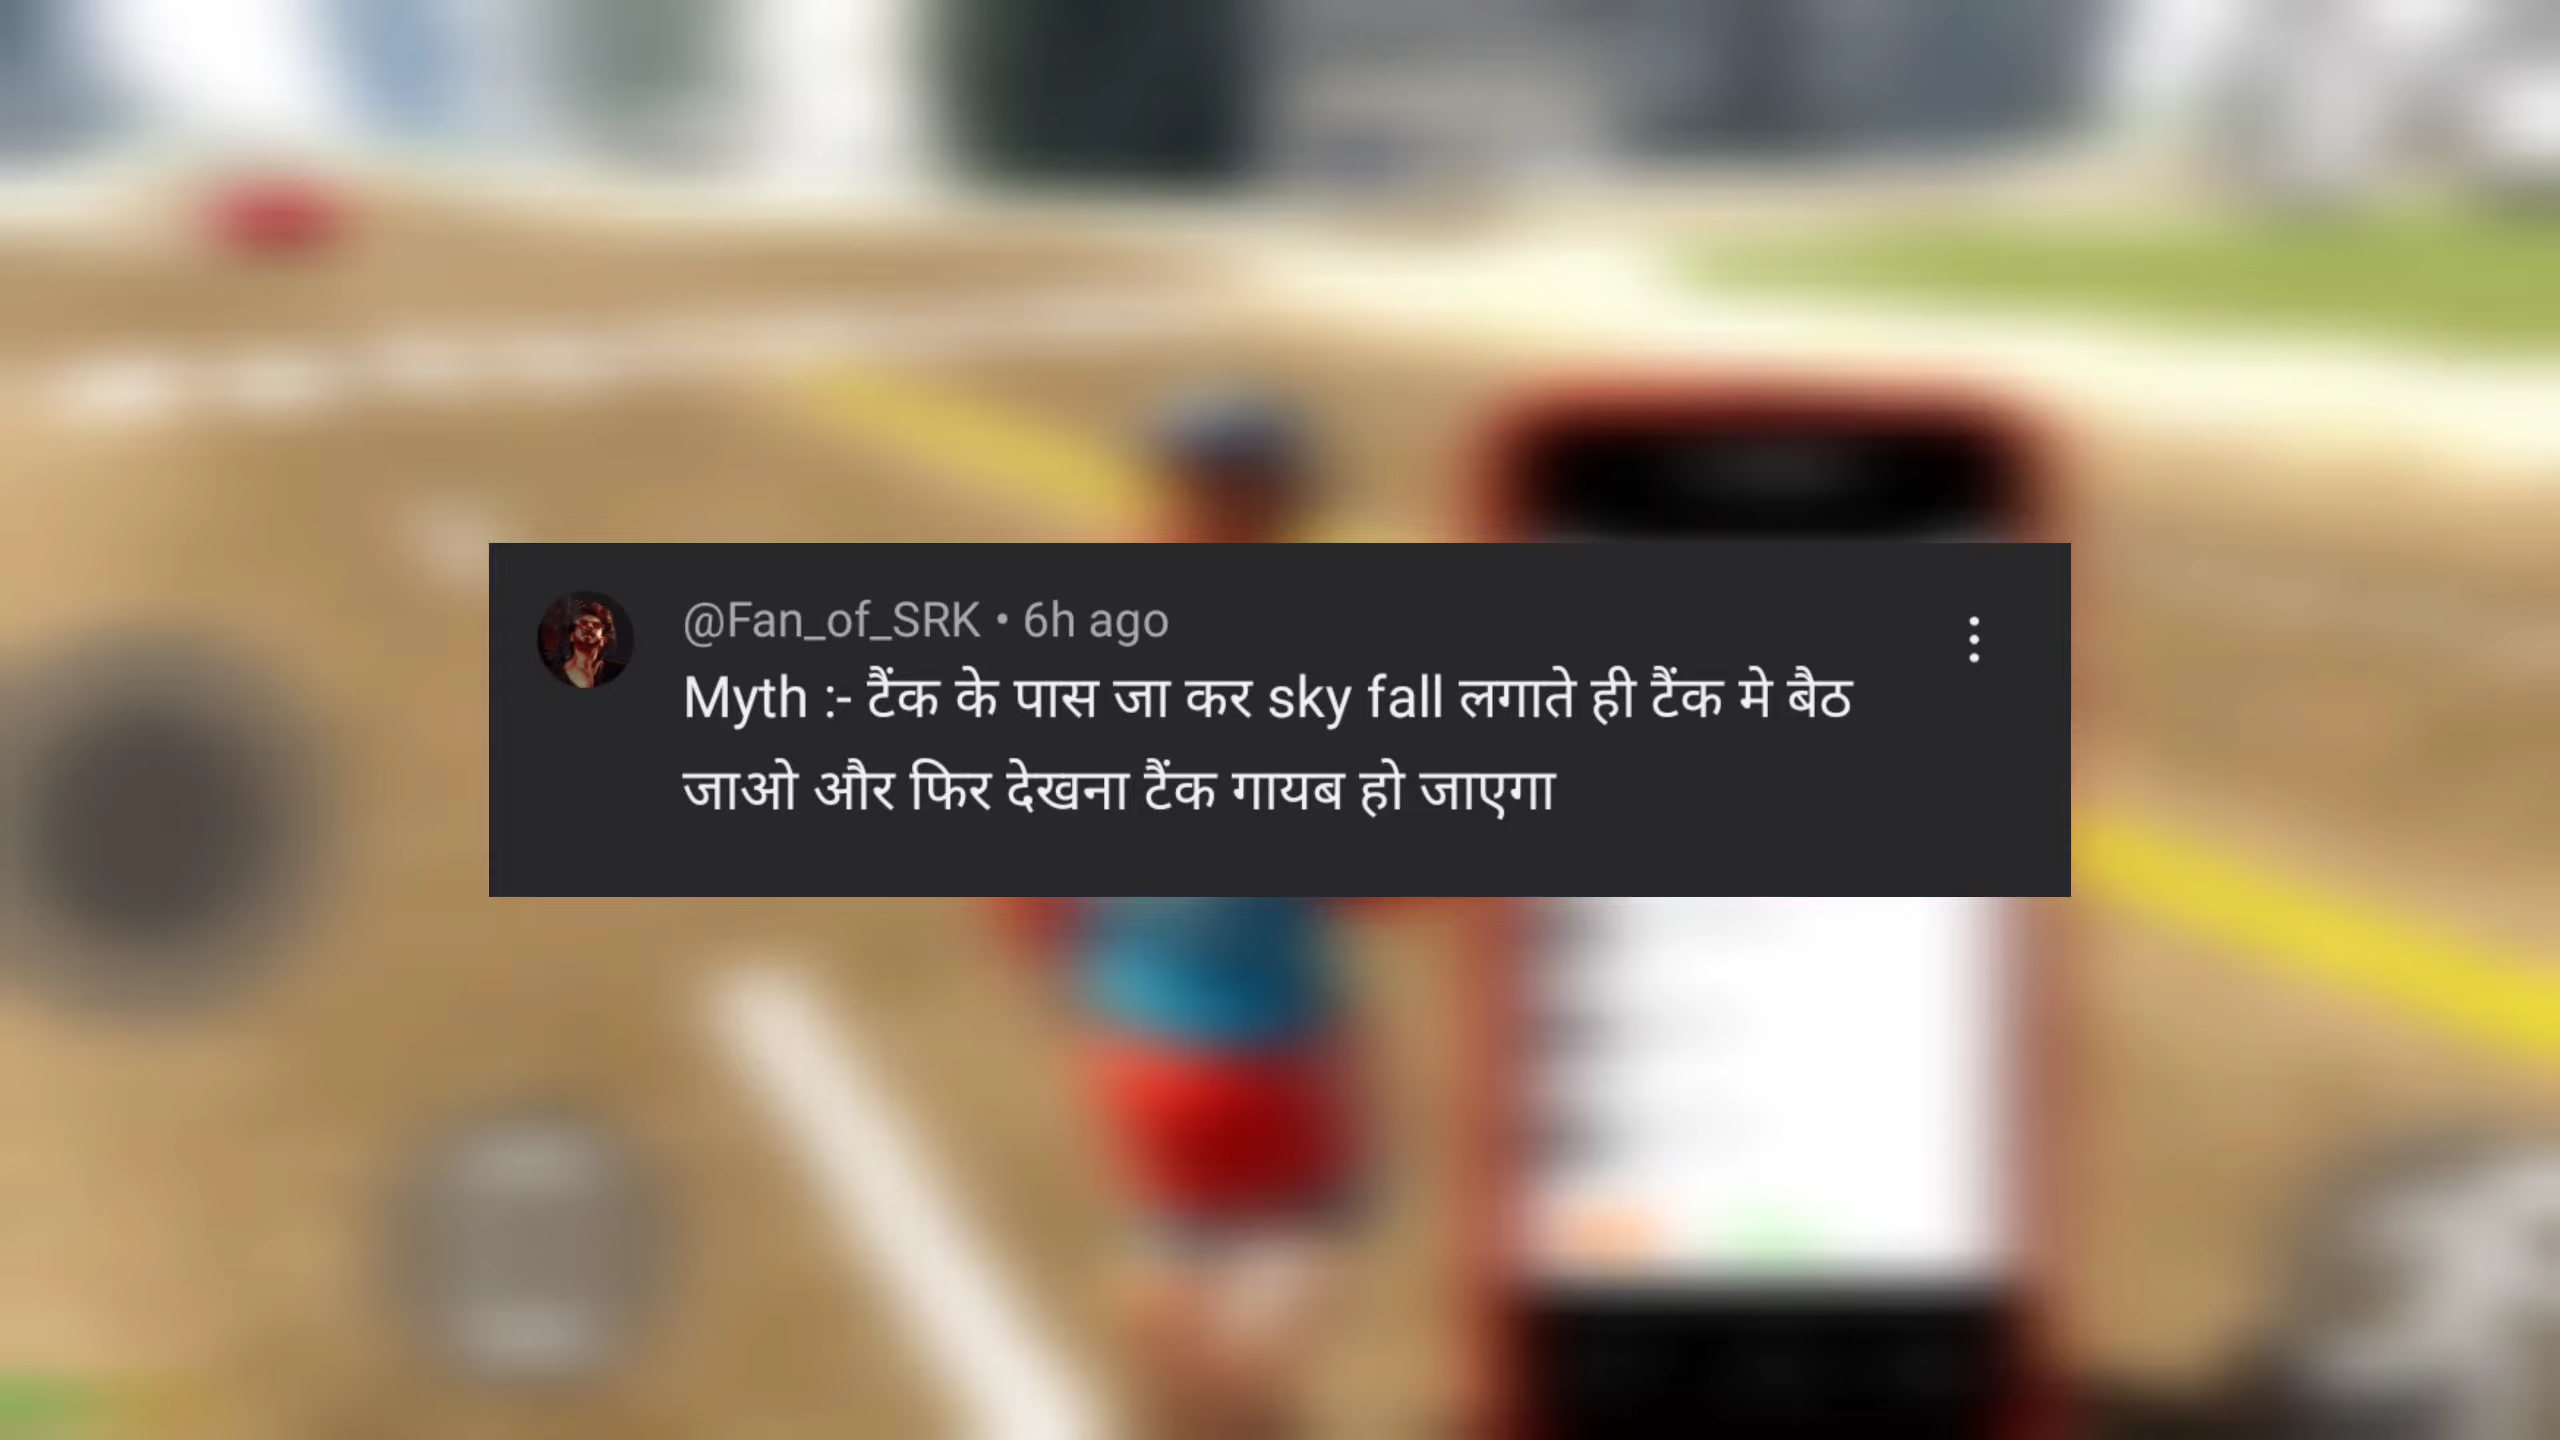 @Fan_of_SRK • 6h ago
Myth :- टैंक के पास जा कर sky fall लगाते ही टैंक मे बैठ
जाओ और फिर देखना टैंक गायब हो जाएगा